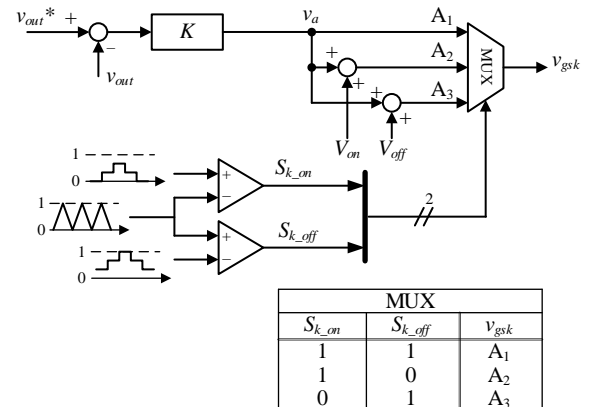 v_out* + − K v_a A₁
v_out + + A₂ MUX v_gsk
+ + A₃
V_on V_off
1 0 + − S_k_on
1 0 2
1 0 + − S_k_off
MUX
S_k_on S_k_off v_gsk
1 1 A₁
1 0 A₂
0 1 A₃